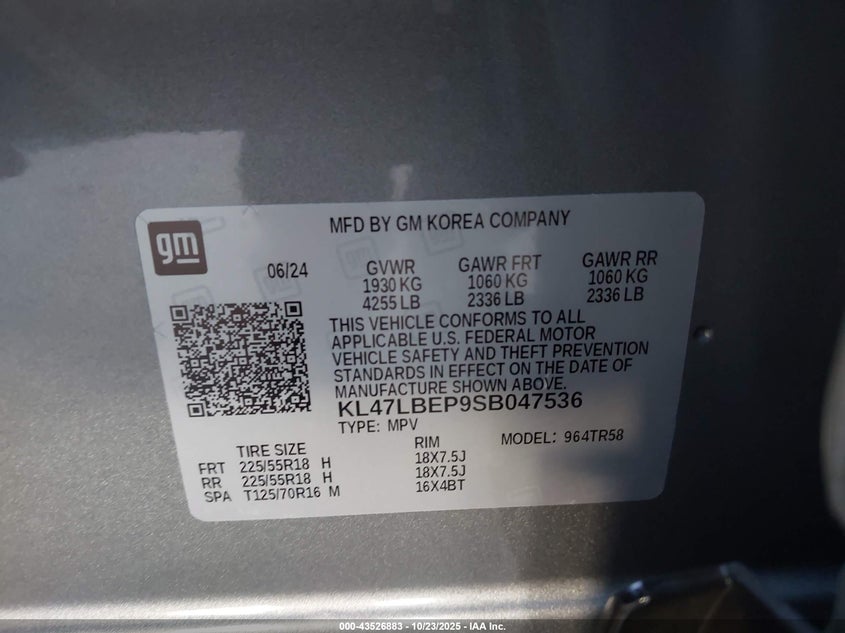 gm
MFD BY GM KOREA COMPANY
06/24 GVWR GAWR FRT GAWR RR
1930 KG 1060 KG 1060 KG
4255 LB 2336 LB 2336 LB
THIS VEHICLE CONFORMS TO ALL
APPLICABLE U.S. FEDERAL MOTOR
VEHICLE SAFETY AND THEFT PREVENTION
STANDARDS IN EFFECT ON THE DATE OF
MANUFACTURE SHOWN ABOVE.
KL47LBEP9SB047536
TYPE: MPV MODEL: 964TR58
TIRE SIZE RIM
FRT 225/55R18 H 18X7.5J
RR 225/55R18 H 18X7.5J
SPA T125/70R16 M 16X4BT
000-43526883 - 10/23/2025 - IAA Inc.